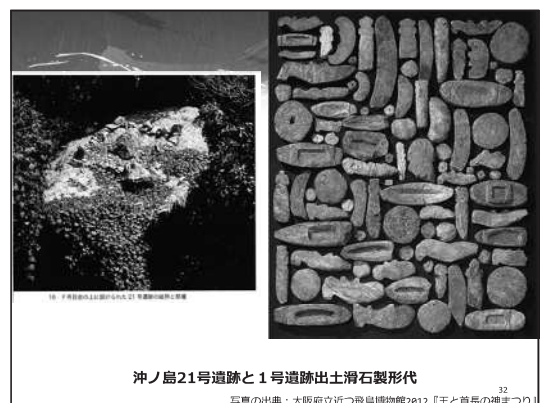 沖ノ島21号遺跡と１号遺跡出土滑石製形代
32
写真の出典：大阪府立近つ飛鳥博物館2012『王と首長の神まつり』